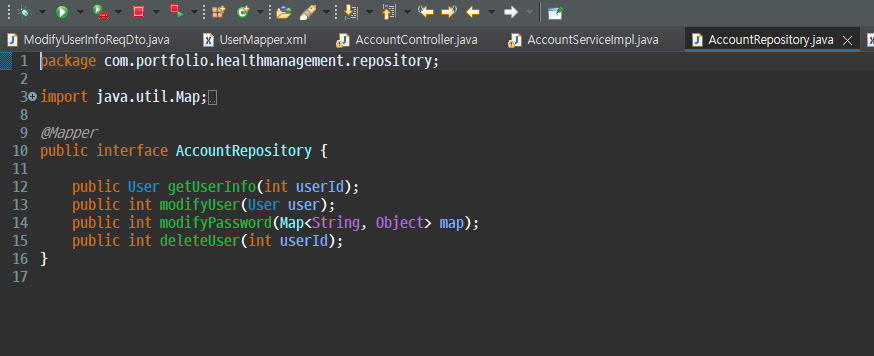 ModifyUserInfoReqDto.java UserMapper.xml AccountController.java AccountServiceImpl.java AccountRepository.java
1 package com.portfolio.healthmanagement.repository;
2
3 import java.util.Map;
8
9 @Mapper
10 public interface AccountRepository {
11
12 public User getUserInfo(int userId);
13 public int modifyUser(User user);
14 public int modifyPassword(Map<String, Object> map);
15 public int deleteUser(int userId);
16 }
17